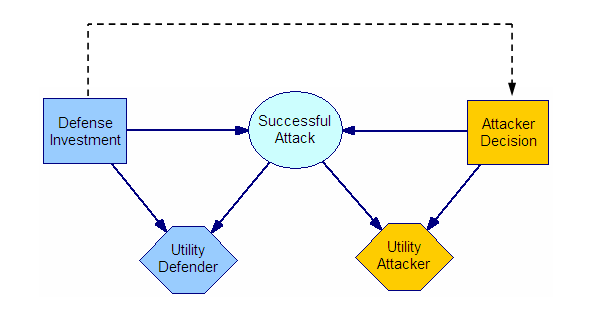 Defense
Investment
Successful
Attack
Attacker
Decision
Utility
Defender
Utility
Attacker